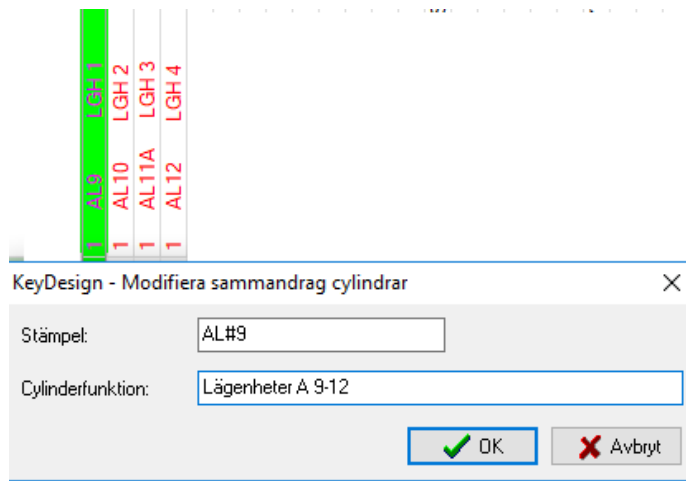 1 AL9 LGH 1
1 AL10 LGH 2
1 AL11A LGH 3
1 AL12 LGH 4
KeyDesign - Modifiera sammandrag cylindrar
Stämpel: AL#9
Cylinderfunktion: Lägenheter A 9-12
OK Avbryt